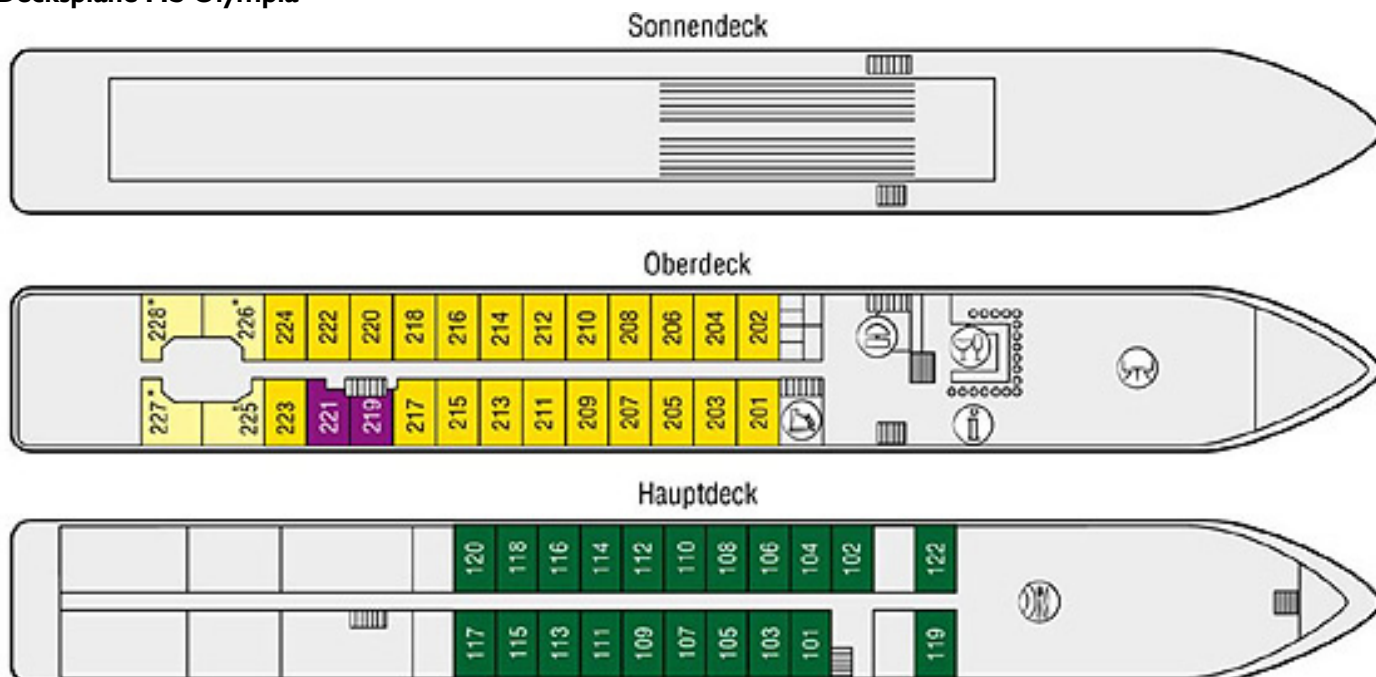 Deckspläne MS Olympia
Sonnendeck
Oberdeck
228* 226* 224 222 220 218 216 214 212 210 208 206 204 202
227* 225* 223 221 219 217 215 213 211 209 207 205 203 201
i
Hauptdeck
120 118 116 114 112 110 108 106 104 102 122
117 115 113 111 109 107 105 103 101 119